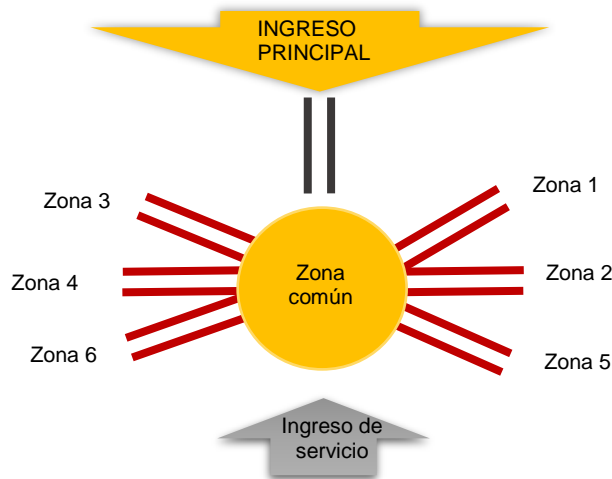 INGRESO
PRINCIPAL
Zona 3
Zona 1
Zona 4
Zona
común
Zona 2
Zona 6
Zona 5
Ingreso de
servicio